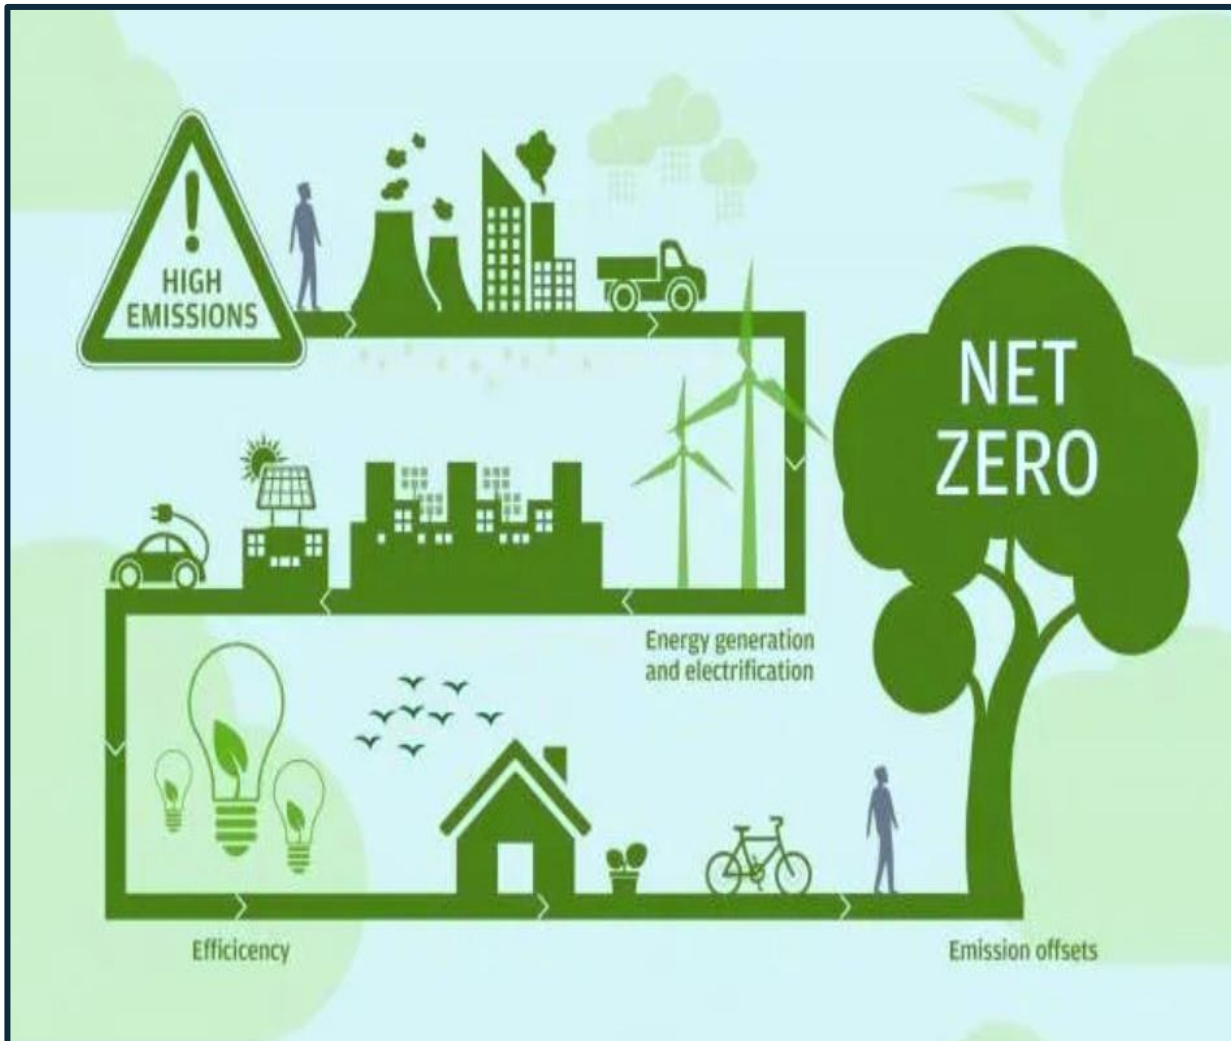 !
HIGH
EMISSIONS
NET
ZERO
Energy generation
and electrification
Efficicency
Emission offsets